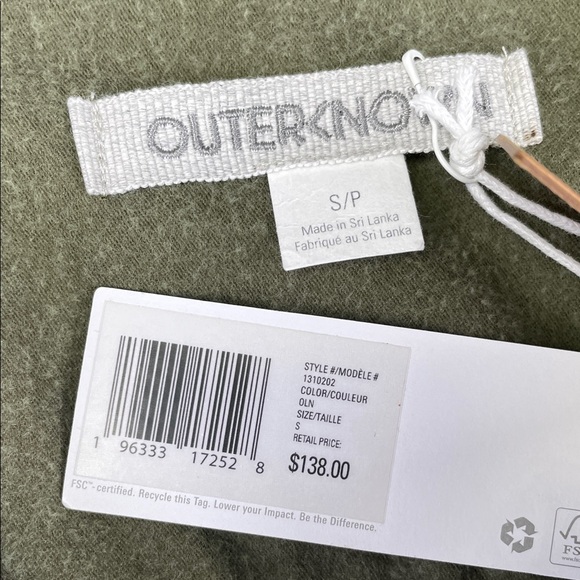 OUTERKNOWN
S/P
Made in Sri Lanka
Fabriqué au Sri Lanka
STYLE #/MODÈLE #
1310202
COLOR/COULEUR
OLN
SIZE/TAILLE
S
RETAIL PRICE:
$138.00
1 96333 17252 8
FSC™-certified. Recycle this Tag. Lower your Impact. Be the Difference.
FS